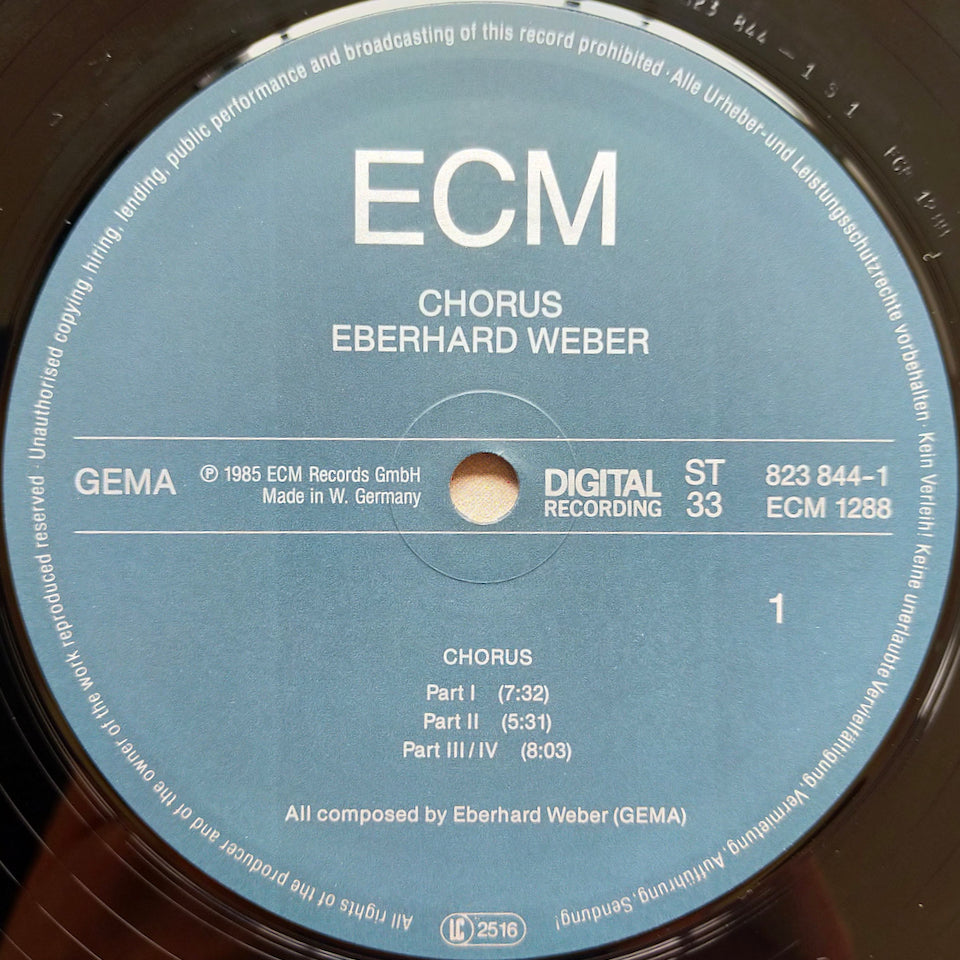 ECM
CHORUS
EBERHARD WEBER
GEMA
℗ 1985 ECM Records GmbH
Made in W. Germany
DIGITAL
RECORDING
ST
33
823 844-1
ECM 1288
1
CHORUS
Part I (7:32)
Part II (5:31)
Part III/IV (8:03)
All composed by Eberhard Weber (GEMA)
LC 2516
All rights of the producer and of the owner of the work reproduced reserved · Unauthorised copying, hiring, lending, public performance and broadcasting of this record prohibited · Alle Urheber-und Leistungsschutzrechte vorbehalten · Kein Verleih! Keine unerlaubte Vervielfältigung, Vermietung, Aufführung, Sendung!